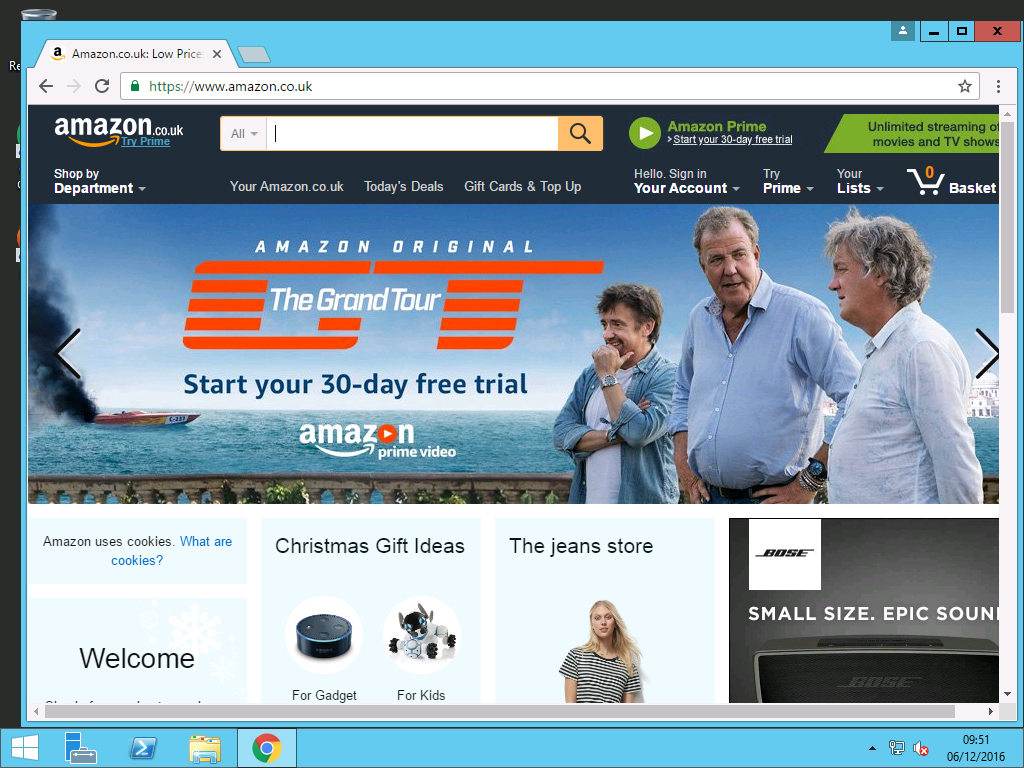 Amazon.co.uk: Low Price
https://www.amazon.co.uk
amazon.co.uk
Try Prime
All
Amazon Prime
Start your 30-day free trial
Unlimited streaming of
movies and TV shows
Shop by
Department
Your Amazon.co.uk
Today's Deals
Gift Cards & Top Up
Hello. Sign in
Your Account
Try
Prime
Your
Lists
0
Basket
AMAZON ORIGINAL
The Grand Tour
Start your 30-day free trial
amazon
prime video
Amazon uses cookies. What are
cookies?
Welcome
Christmas Gift Ideas
For Gadget
For Kids
The jeans store
BOSE
SMALL SIZE. EPIC SOUN
BOSE
09:51
06/12/2016